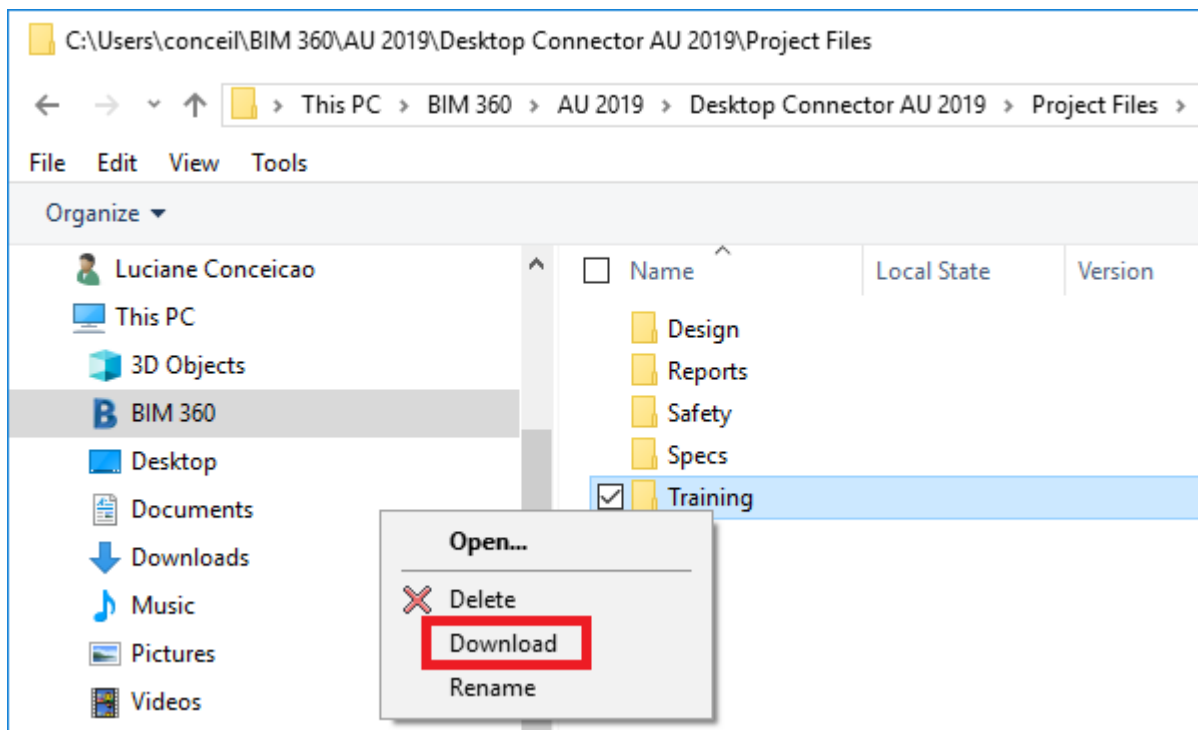 C:\Users\conceil\BIM 360\AU 2019\Desktop Connector AU 2019\Project Files
This PC > BIM 360 > AU 2019 > Desktop Connector AU 2019 > Project Files >
File Edit View Tools
Organize
Luciane Conceicao
This PC
3D Objects
BIM 360
Desktop
Documents
Downloads
Music
Pictures
Videos
Name Local State Version
Design
Reports
Safety
Specs
Training
Open...
Delete
Download
Rename